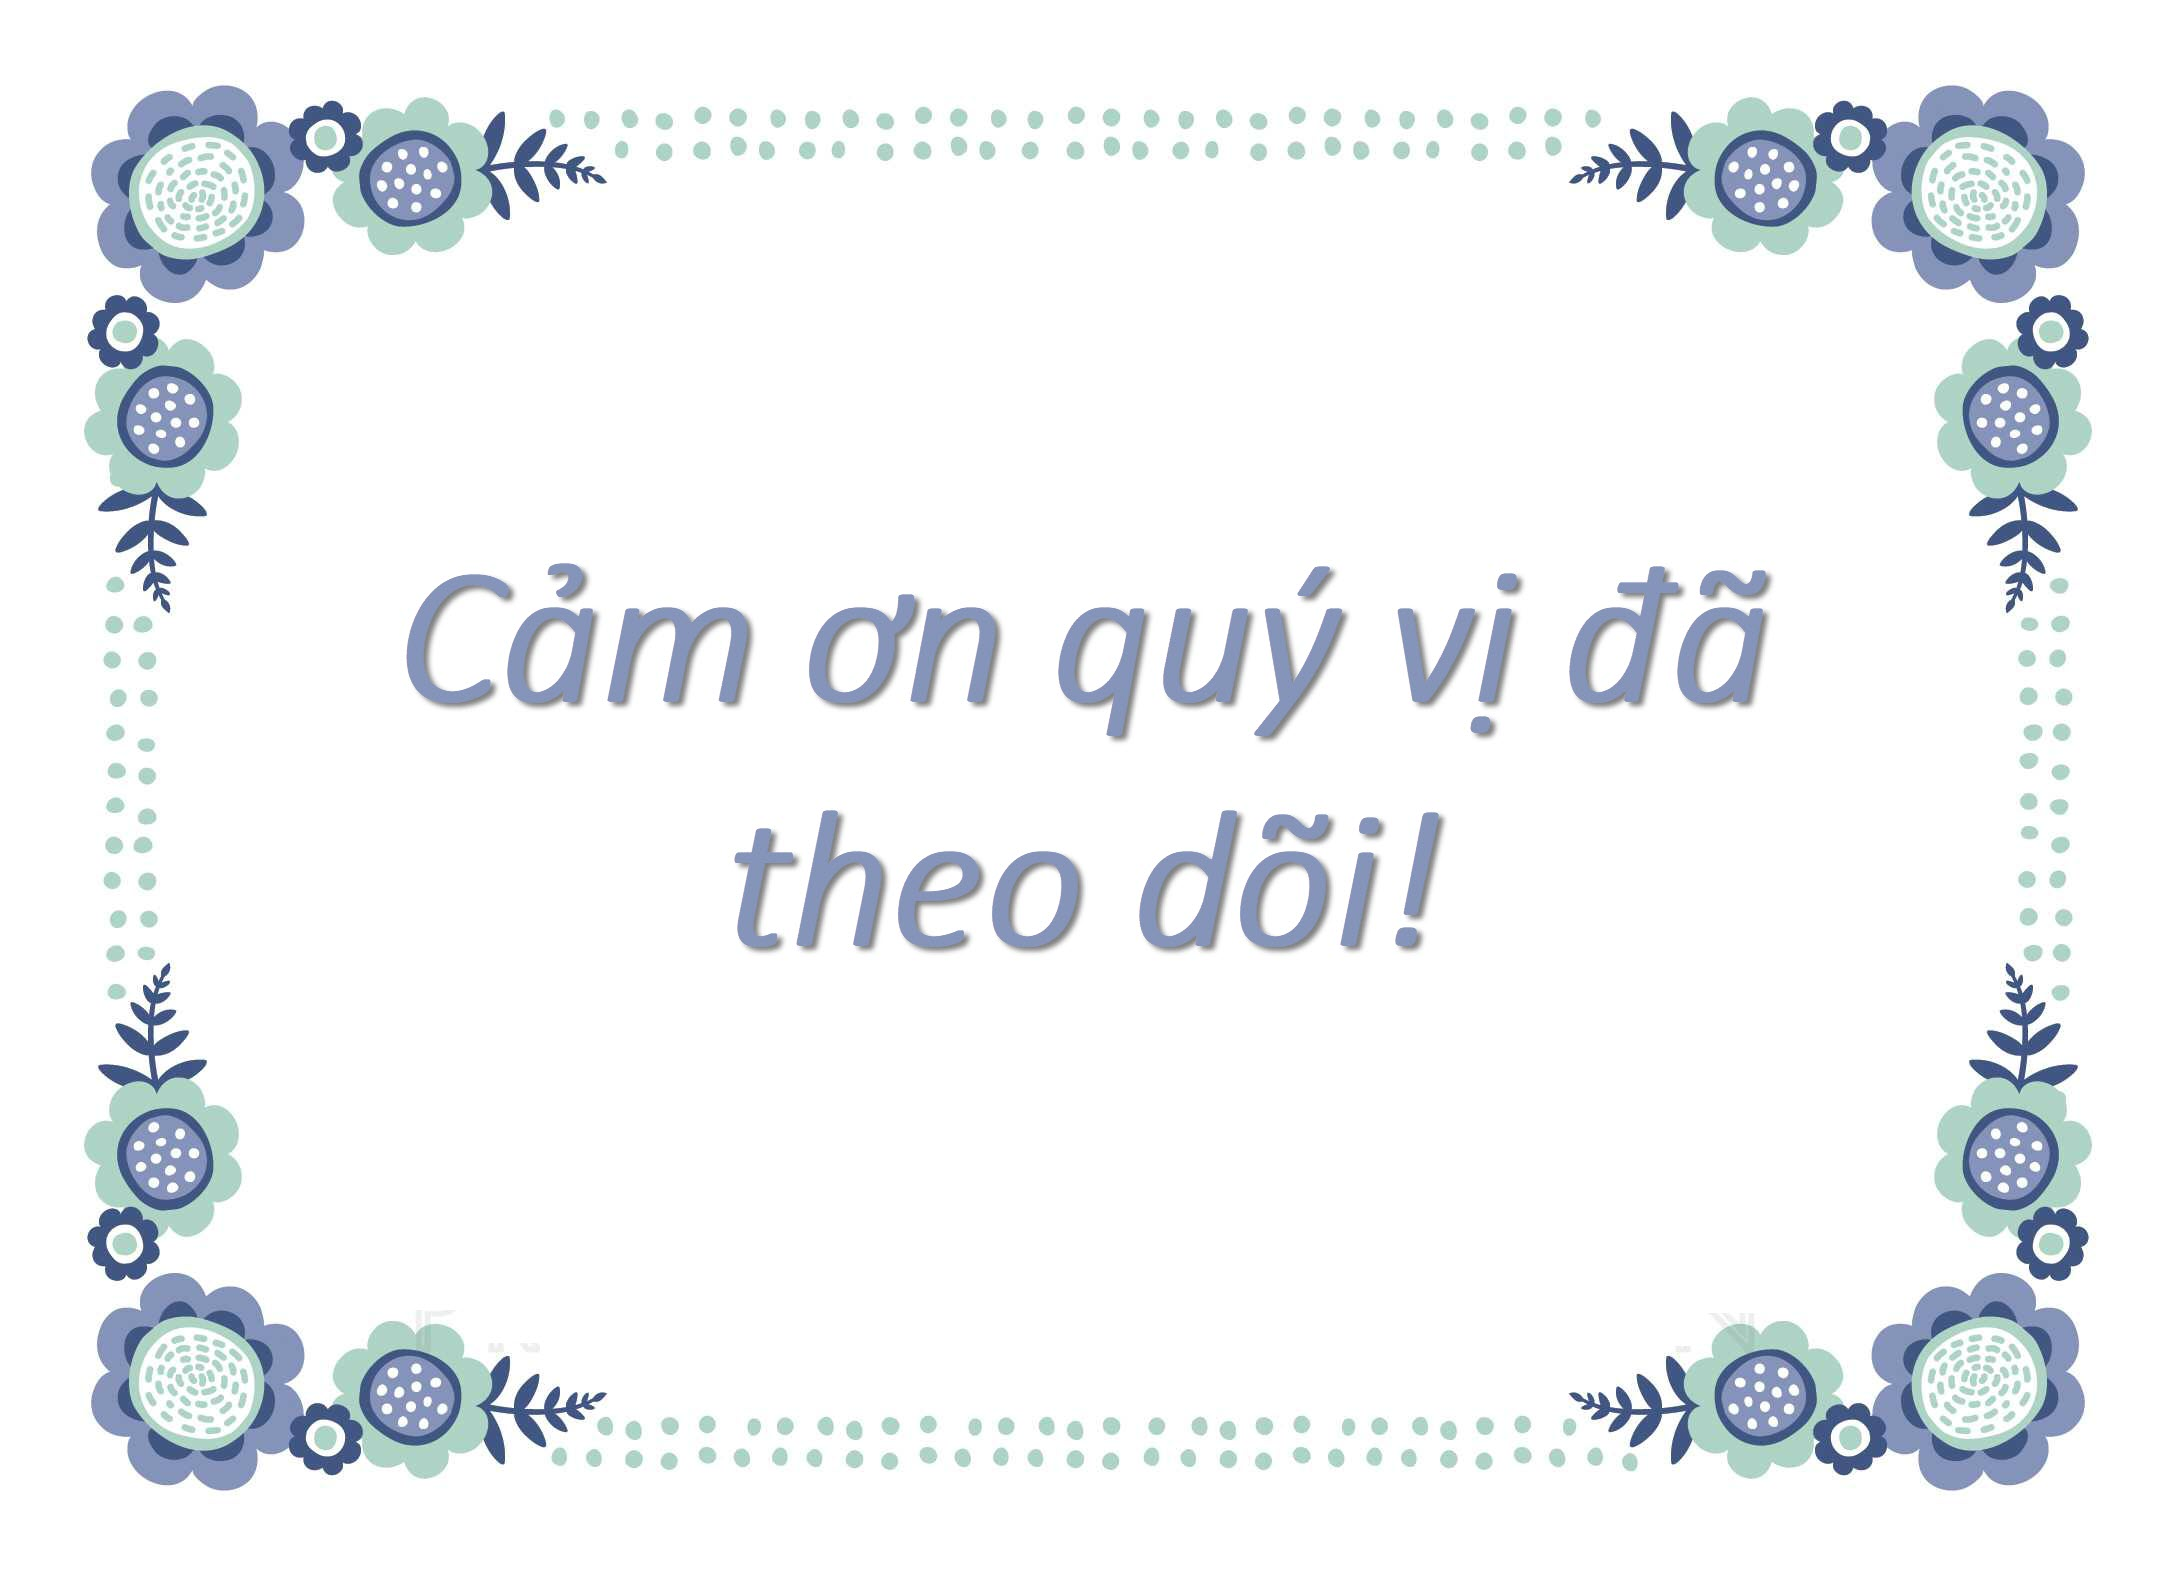 Cảm ơn quý vị đã
theo dõi!